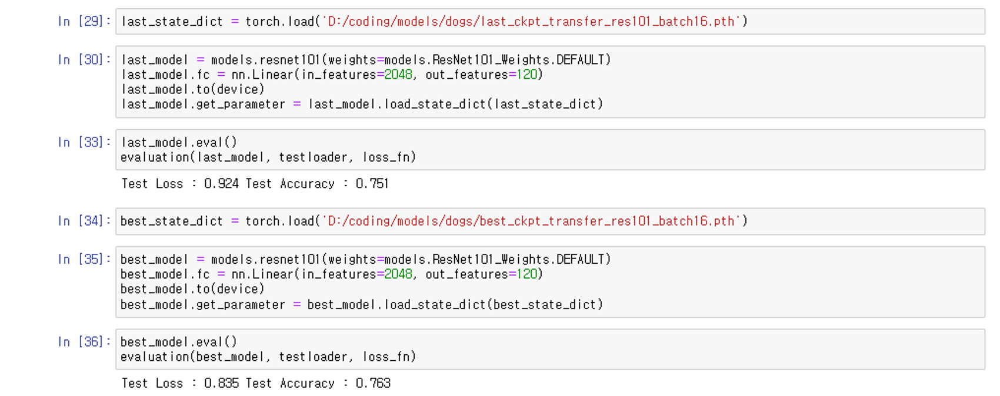 In [29]: last_state_dict = torch.load('D:/coding/models/dogs/last_ckpt_transfer_res101_batch16.pth')
In [30]: last_model = models.resnet101(weights=models.ResNet101_Weights.DEFAULT)
last_model.fc = nn.Linear(in_features=2048, out_features=120)
last_model.to(device)
last_model.get_parameter = last_model.load_state_dict(last_state_dict)
In [33]: last_model.eval()
evaluation(last_model, testloader, loss_fn)
Test Loss : 0.924 Test Accuracy : 0.751
In [34]: best_state_dict = torch.load('D:/coding/models/dogs/best_ckpt_transfer_res101_batch16.pth')
In [35]: best_model = models.resnet101(weights=models.ResNet101_Weights.DEFAULT)
best_model.fc = nn.Linear(in_features=2048, out_features=120)
best_model.to(device)
best_model.get_parameter = best_model.load_state_dict(best_state_dict)
In [36]: best_model.eval()
evaluation(best_model, testloader, loss_fn)
Test Loss : 0.835 Test Accuracy : 0.763